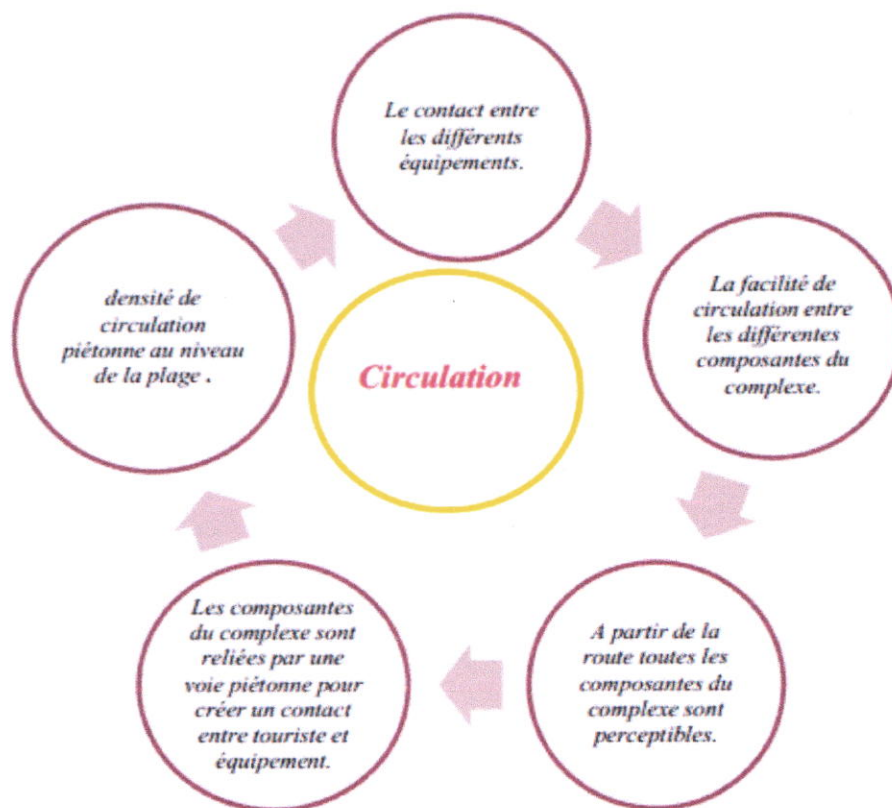 Le contact entre
les différents
équipements.
La facilité de
circulation entre
les différentes
composantes du
complexe.
A partir de la
route toutes les
composantes du
complexe sont
perceptibles.
Les composantes
du complexe sont
reliées par une
voie piétonne pour
créer un contact
entre touriste et
équipement.
densité de
circulation
piétonne au niveau
de la plage .
Circulation